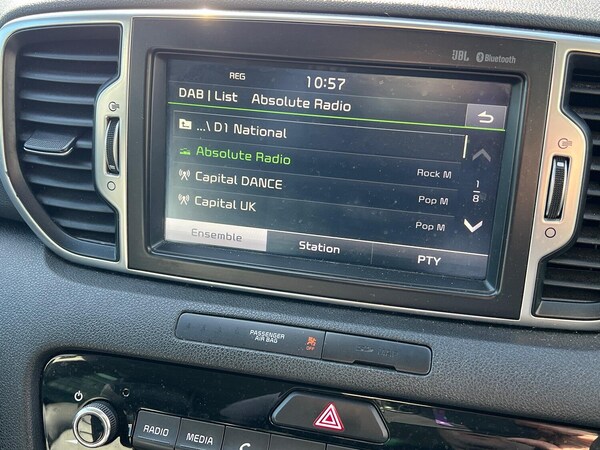 JBL Bluetooth
REG 10:57
DAB | List Absolute Radio
...\ D1 National
Absolute Radio Rock M
Capital DANCE Pop M
1
8
Capital UK Pop M
Ensemble Station PTY
PASSENGER
AIR BAG
OFF
RADIO MEDIA